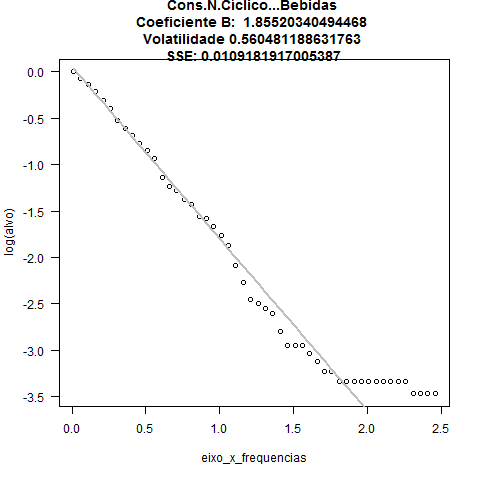 Cons.N.Ciclico...Bebidas
Coeficiente B:  1.85520340494468
Volatilidade 0.560481188631763
SSE: 0.0109181917005387
log(alvo)
0.0
-0.5
-1.0
-1.5
-2.0
-2.5
-3.0
-3.5
0.0 0.5 1.0 1.5 2.0 2.5
eixo_x_frequencias